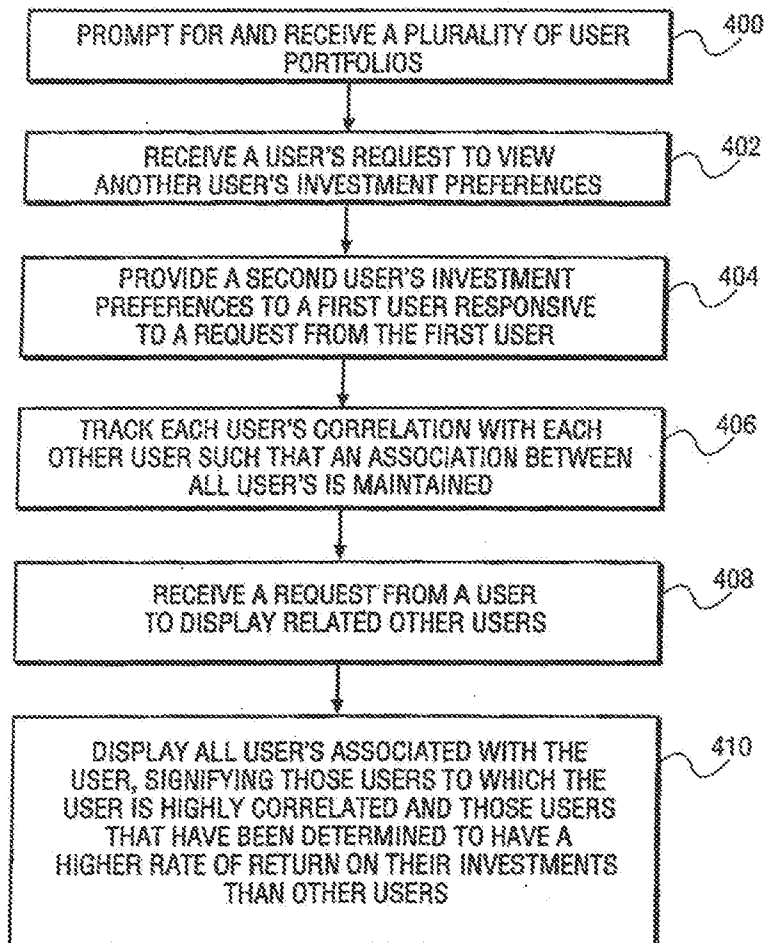 PROMPT FOR AND RECEIVE A PLURALITY OF USER
PORTFOLIOS
400
RECEIVE A USER'S REQUEST TO VIEW
ANOTHER USER'S INVESTMENT PREFERENCES
402
PROVIDE A SECOND USER'S INVESTMENT
PREFERENCES TO A FIRST USER RESPONSIVE
TO A REQUEST FROM THE FIRST USER
404
TRACK EACH USER'S CORRELATION WITH EACH
OTHER USER SUCH THAT AN ASSOCIATION BETWEEN
ALL USER'S IS MAINTAINED
406
RECEIVE A REQUEST FROM A USER
TO DISPLAY RELATED OTHER USERS
408
DISPLAY ALL USER'S ASSOCIATED WITH THE
USER, SIGNIFYING THOSE USERS TO WHICH THE
USER IS HIGHLY CORRELATED AND THOSE USERS
THAT HAVE BEEN DETERMINED TO HAVE A
HIGHER RATE OF RETURN ON THEIR INVESTMENTS
THAN OTHER USERS
410